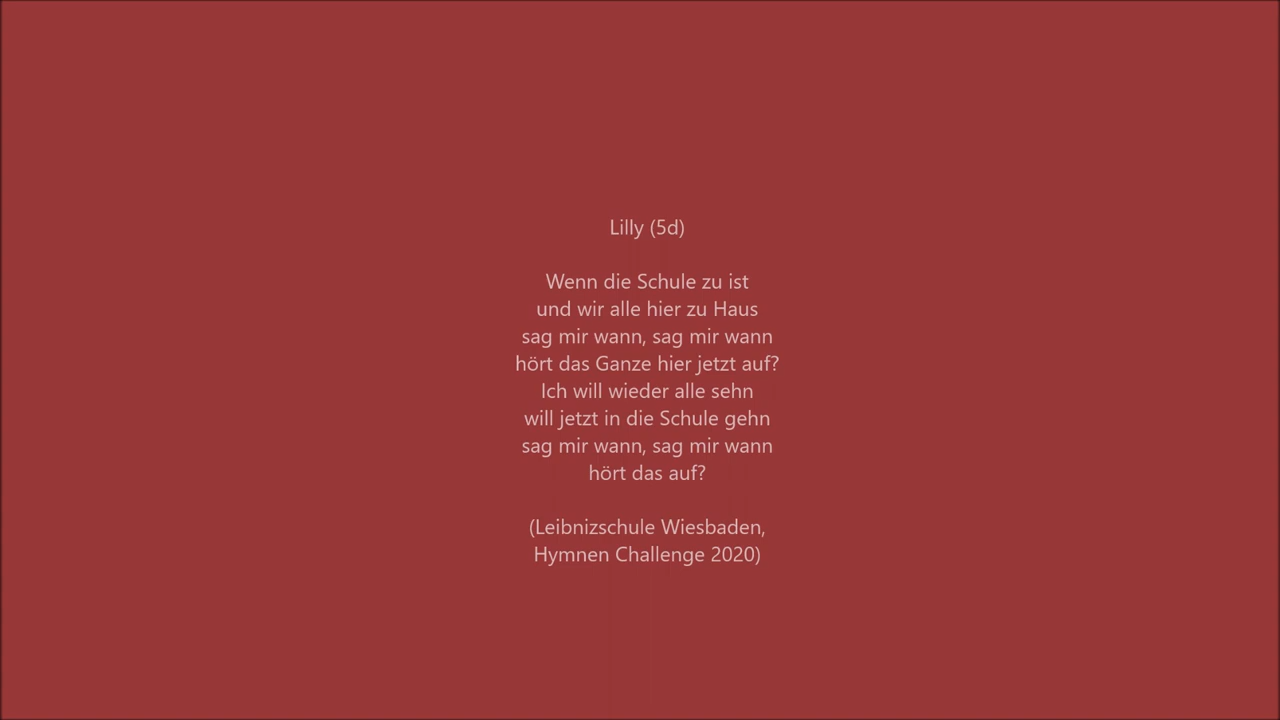 Lilly (5d)
Wenn die Schule zu ist
und wir alle hier zu Haus
sag mir wann, sag mir wann
hört das Ganze hier jetzt auf?
Ich will wieder alle sehn
will jetzt in die Schule gehn
sag mir wann, sag mir wann
hört das auf?
(Leibnizschule Wiesbaden,
Hymnen Challenge 2020)